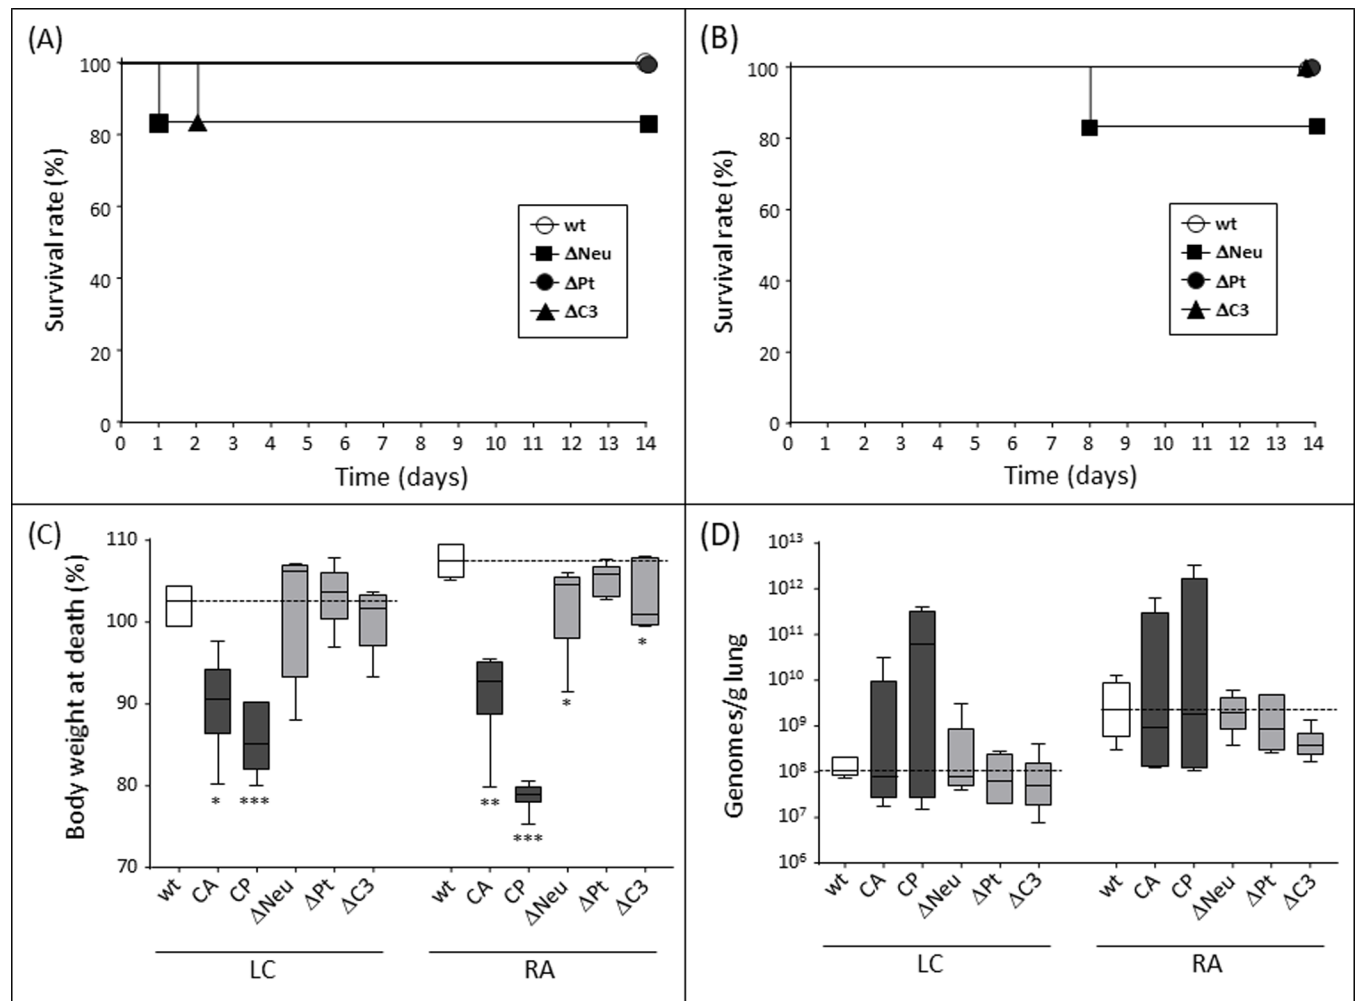 (A)
100
80
60
40
20
0
Survival rate (%)
wt
ΔNeu
ΔPt
ΔC3
0 1 2 3 4 5 6 7 8 9 10 11 12 13 14
Time (days)
(B)
100
80
60
40
20
0
Survival rate (%)
wt
ΔNeu
ΔPt
ΔC3
0 1 2 3 4 5 6 7 8 9 10 11 12 13 14
Time (days)
(C)
110
100
90
80
70
Body weight at death (%)
* *** ** *** * *
wt CA CP ΔNeu ΔPt ΔC3 wt CA CP ΔNeu ΔPt ΔC3
LC RA
(D)
10¹³
10¹²
10¹¹
10¹⁰
10⁹
10⁸
10⁷
10⁶
Genomes/g lung
wt CA CP ΔNeu ΔPt ΔC3 wt CA CP ΔNeu ΔPt ΔC3
LC RA